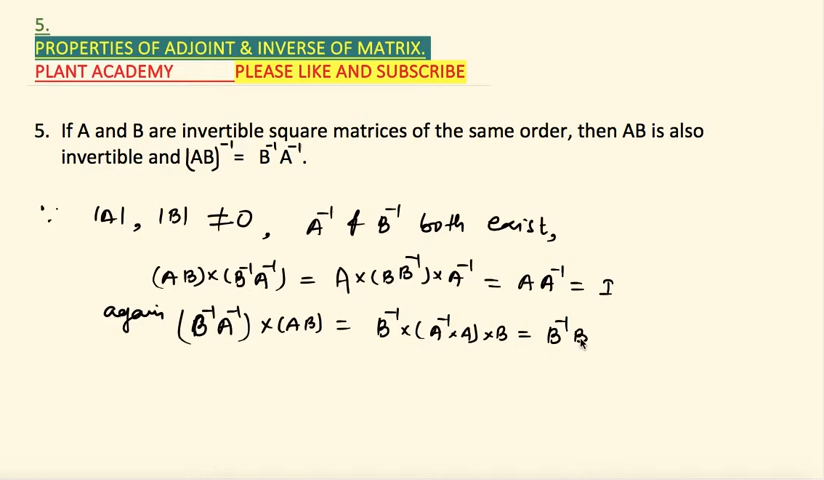 5.
PROPERTIES OF ADJOINT & INVERSE OF MATRIX.
PLANT ACADEMY PLEASE LIKE AND SUBSCRIBE
5. If A and B are invertible square matrices of the same order, then AB is also
invertible and (AB)⁻¹ = B⁻¹A⁻¹.
∵ |A|, |B| ≠ 0, A⁻¹ & B⁻¹ both exist,
(AB)×(B⁻¹A⁻¹) = A×(BB⁻¹)×A⁻¹ = AA⁻¹ = I
again (B⁻¹A⁻¹)×(AB) = B⁻¹×(A⁻¹×A)×B = B⁻¹B